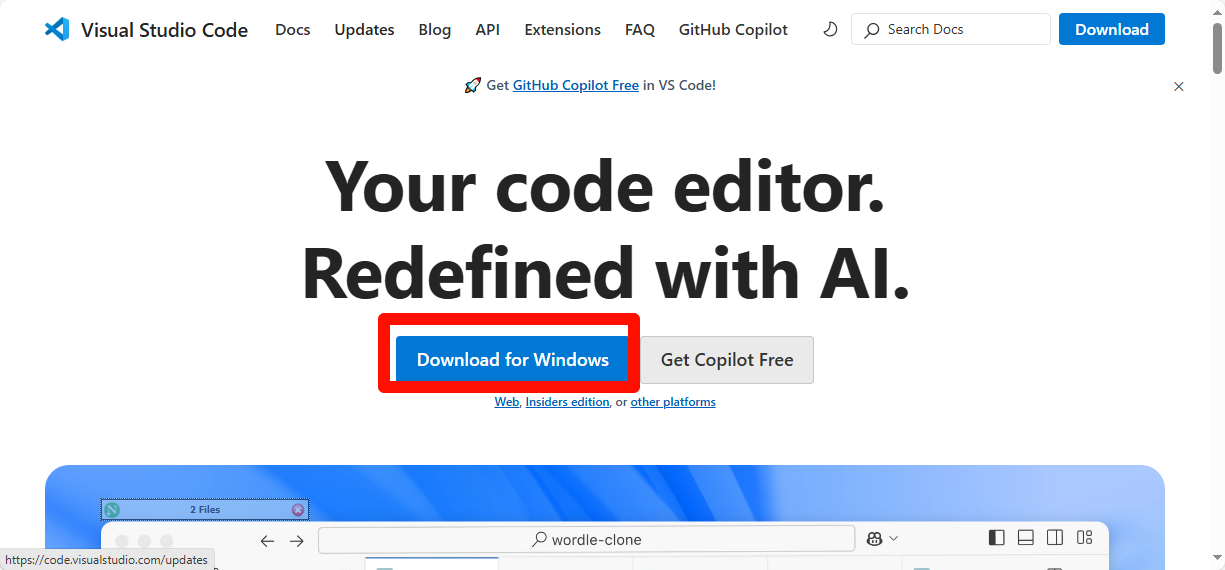 Visual Studio Code Docs Updates Blog API Extensions FAQ GitHub Copilot Search Docs Download
Get GitHub Copilot Free in VS Code!
Your code editor.
Redefined with AI.
Download for Windows Get Copilot Free
Web, Insiders edition, or other platforms
2 Files
wordle-clone
https://code.visualstudio.com/updates